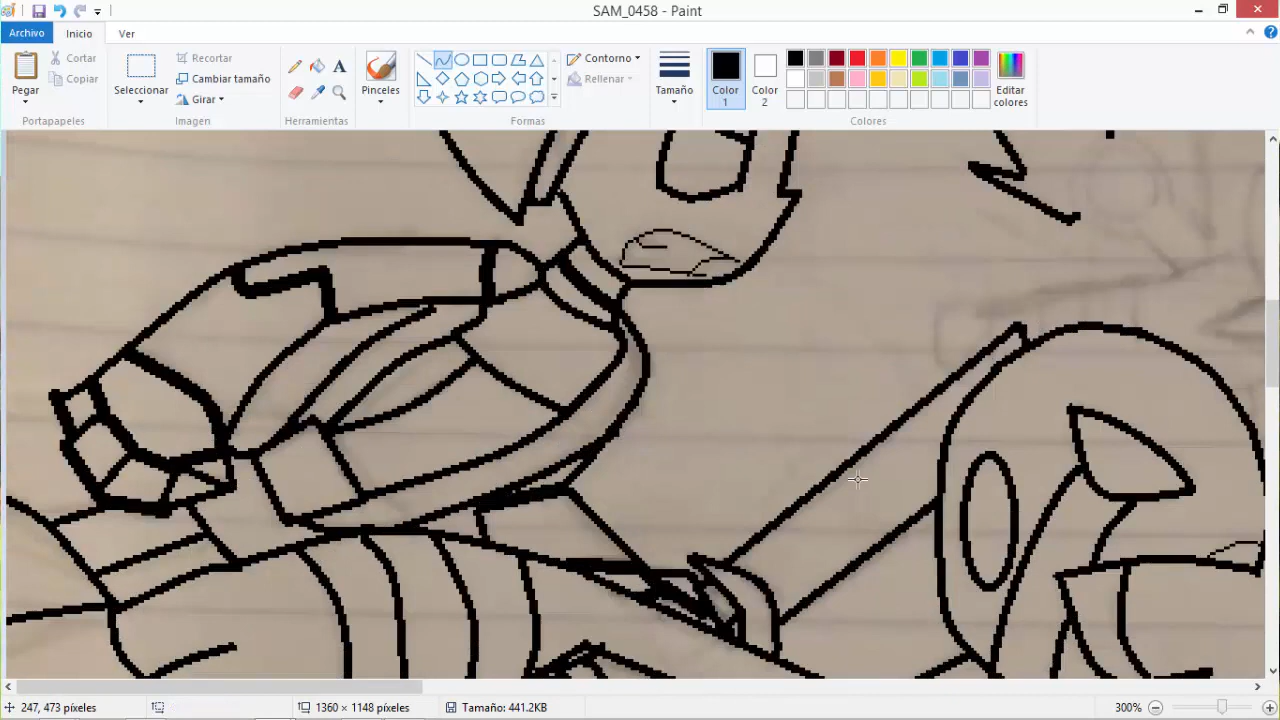 SAM_0458 - Paint
Archivo Inicio Ver
Pegar
Cortar
Copiar
Portapapeles
Seleccionar
Recortar
Cambiar tamaño
Girar
Imagen
A
Herramientas
Pinceles
Contorno
Rellenar
Formas
Tamaño
Color
1
Color
2
Editar
colores
Colores
247, 473 píxeles
1360 × 1148 píxeles
Tamaño: 441.2KB
300%